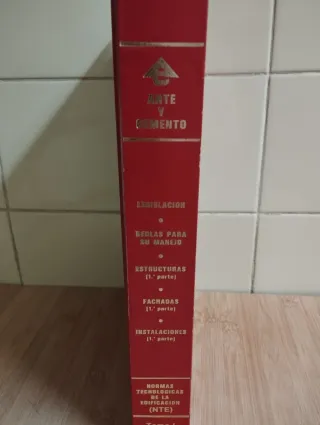 ARTE
Y
CEMENTO
LEGISLACION
REGLAS PARA
SU MANEJO
ESTRUCTURAS
(1.ª parte)
FACHADAS
(1.ª parte)
INSTALACIONES
(1.ª parte)
NORMAS
TECNOLOGICAS
DE LA
EDIFICACION
(NTE)
Tomo I